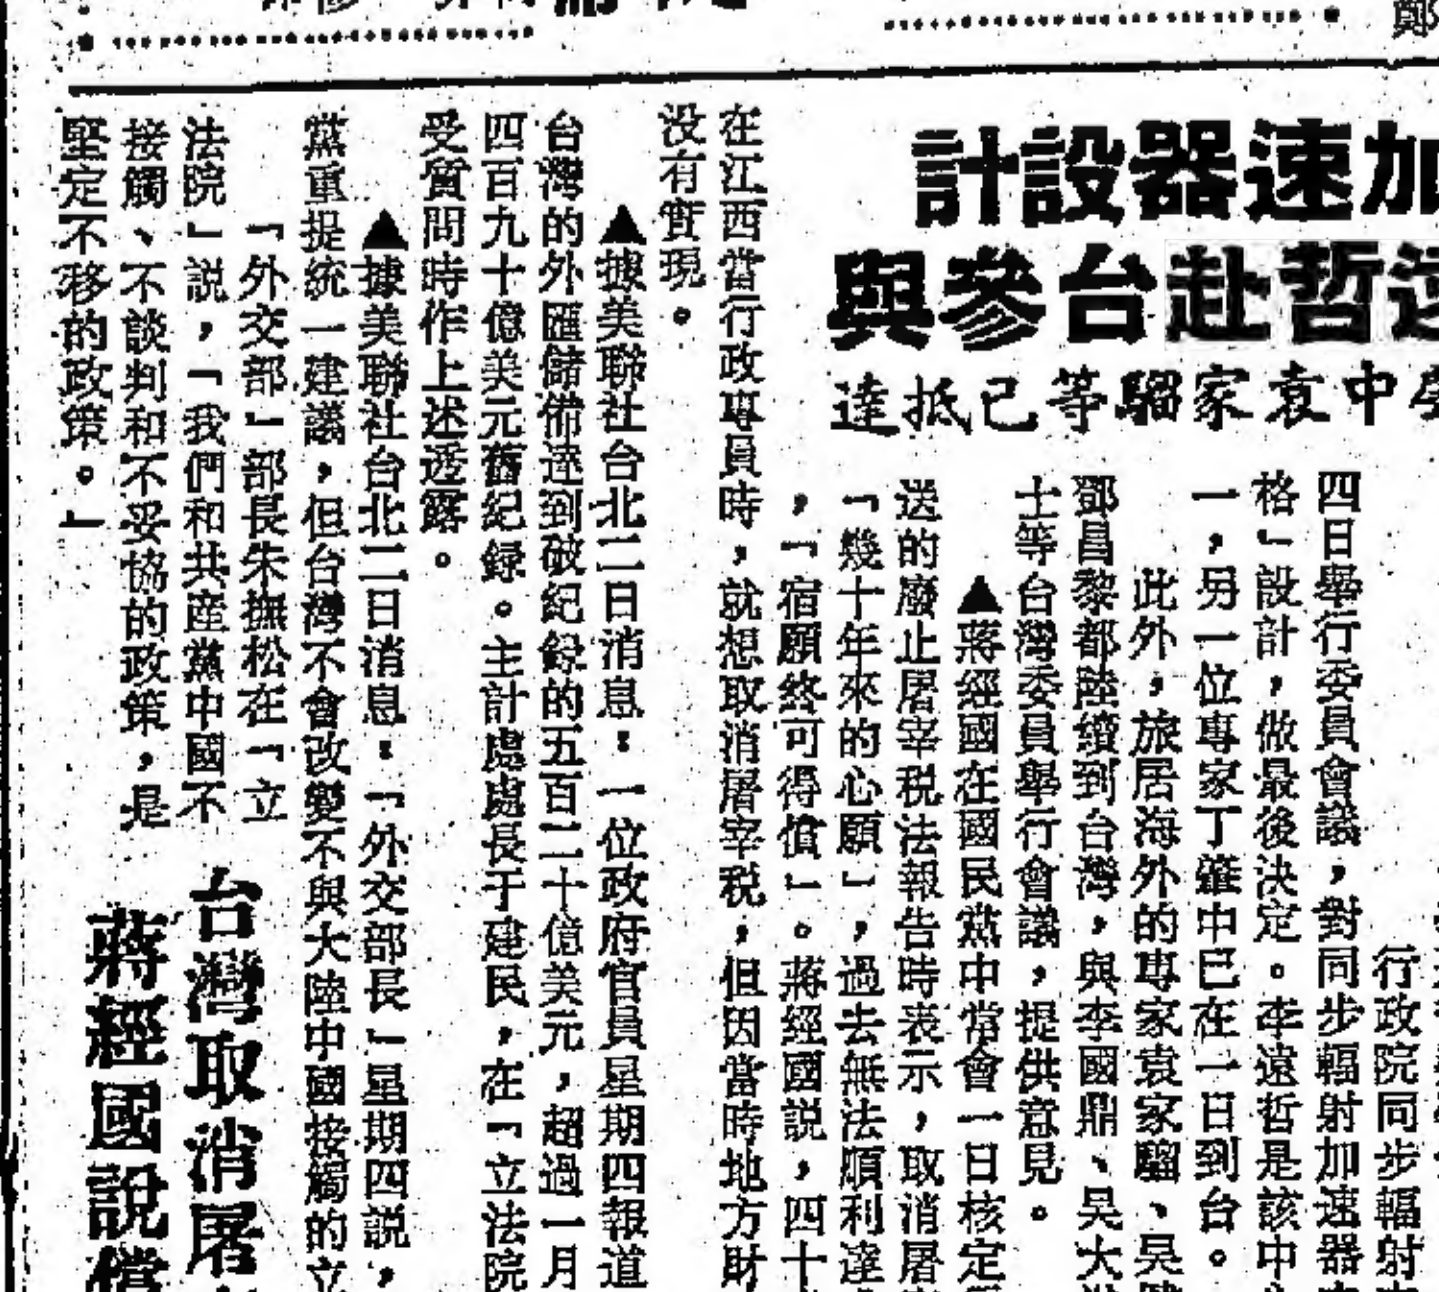 鄭
加速器設計
哲赴台參與
中袁家騮等已抵達
行政院同步輻射
四日舉行委員會議，對同步輻射加速器
格」設計，做最後決定。李遠哲是該中
一，另一位專家丁肇中已在一日到台。
此外，旅居海外的專家袁家騮、吳
鄧昌黎都陸續到台灣，與李國鼎、吳大
士等台灣委員舉行會議，提供意見。
▲蔣經國在國民黨中常會一日核定
送的廢止屠宰税法報告時表示，取消屠
「幾十年來的心願」，過去無法順利達
，「宿願終可得償」。蔣經國説，四十
在江西當行政專員時，就想取消屠宰税，但因當時地方財
没有實現。
▲據美聯社台北二日消息：一位政府官員星期四報道
台灣的外匯儲備達到破紀録的五百二十億美元，超過一月
四百九十億美元舊紀録。主計處處長于建民，在「立法院
受質問時作上述透露。
▲據美聯社台北二日消息：「外交部長」星期四説，
黨重提統一建議，但台灣不會改變不與大陸中國接觸的立
「外交部」部長朱撫松在「立
法院」説，「我們和共産黨中國不
接觸、不談判和不妥協的政策，是
堅定不移的政策。」
台灣取消屠
蔣經國說償